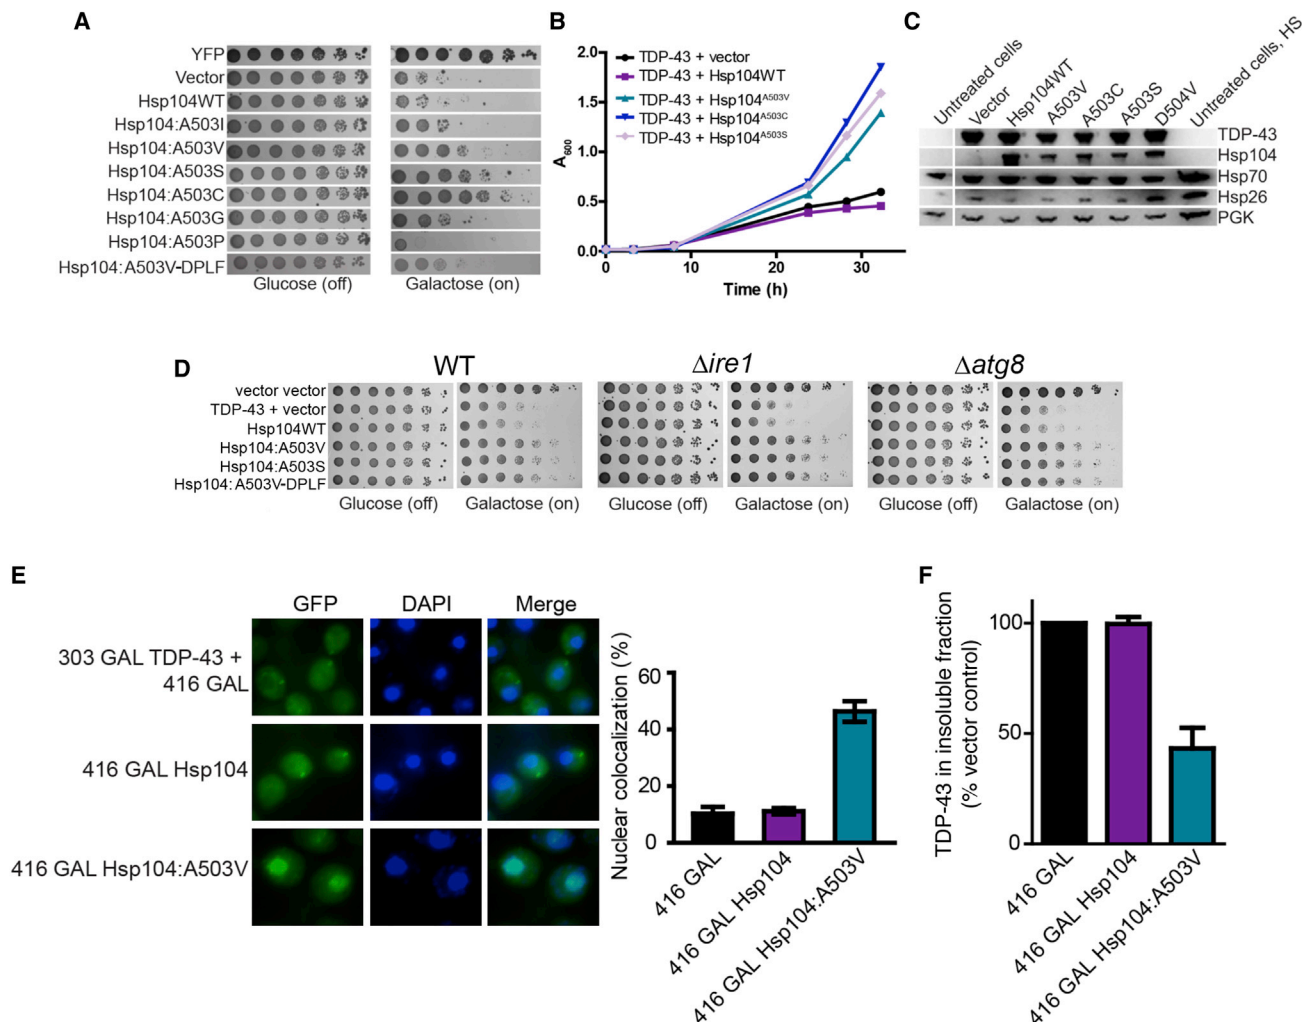 A
YFP
Vector
Hsp104WT
Hsp104:A503I
Hsp104:A503V
Hsp104:A503S
Hsp104:A503C
Hsp104:A503G
Hsp104:A503P
Hsp104:A503V-DPLF
Glucose (off)
Galactose (on)
B
2.0
1.5
1.0
0.5
0.0
A600
0
10
20
30
Time (h)
TDP-43 + vector
TDP-43 + Hsp104WT
TDP-43 + Hsp104A503V
TDP-43 + Hsp104A503C
TDP-43 + Hsp104A503S
C
Untreated cells
Vector
Hsp104WT
A503V
A503C
A503S
D504V
Untreated cells, HS
TDP-43
Hsp104
Hsp70
Hsp26
PGK
D
WT
Δire1
Δatg8
vector vector
TDP-43 + vector
Hsp104WT
Hsp104:A503V
Hsp104:A503S
Hsp104:A503V-DPLF
Glucose (off)
Galactose (on)
Glucose (off)
Galactose (on)
Glucose (off)
Galactose (on)
E
GFP
DAPI
Merge
303 GAL TDP-43 +
416 GAL
416 GAL Hsp104
416 GAL Hsp104:A503V
Nuclear colocalization (%)
60
40
20
0
416 GAL
416 GAL Hsp104
416 GAL Hsp104:A503V
F
TDP-43 in insoluble fraction
(% vector control)
100
50
0
416 GAL
416 GAL Hsp104
416 GAL Hsp104:A503V